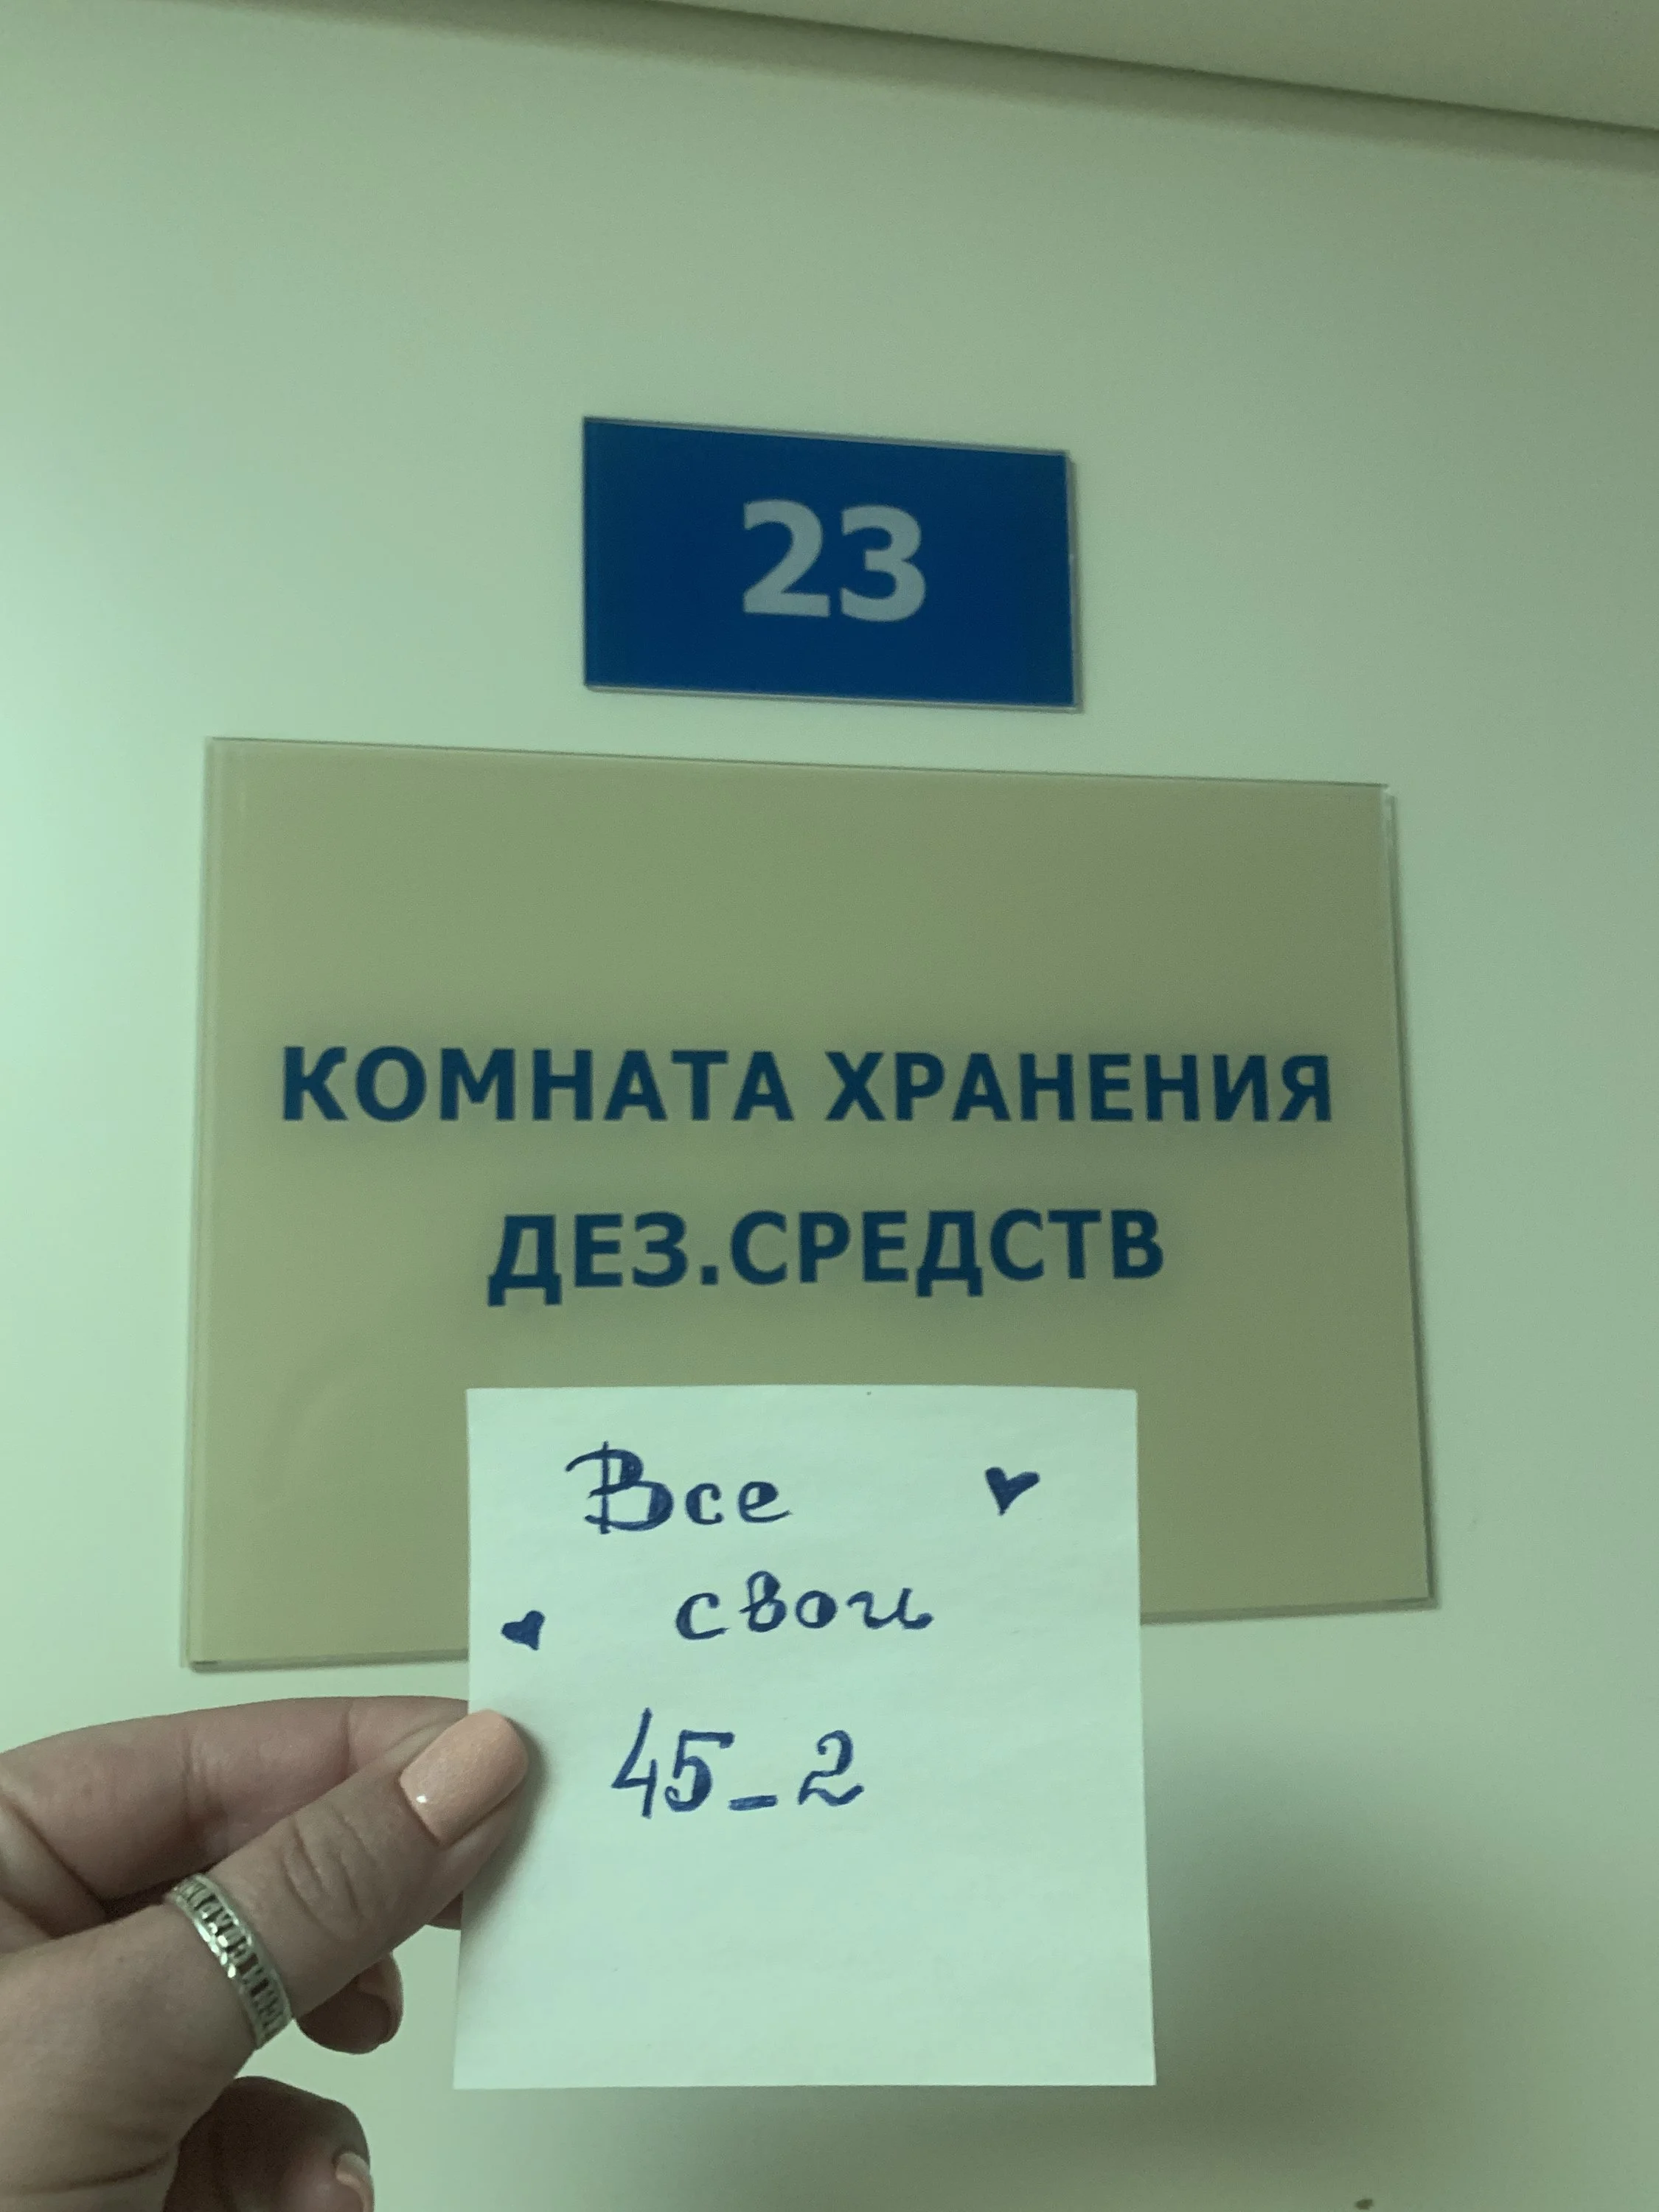 23
КОМНАТА ХРАНЕНИЯ
ДЕЗ.СРЕДСТВ
Все
свои
45_2